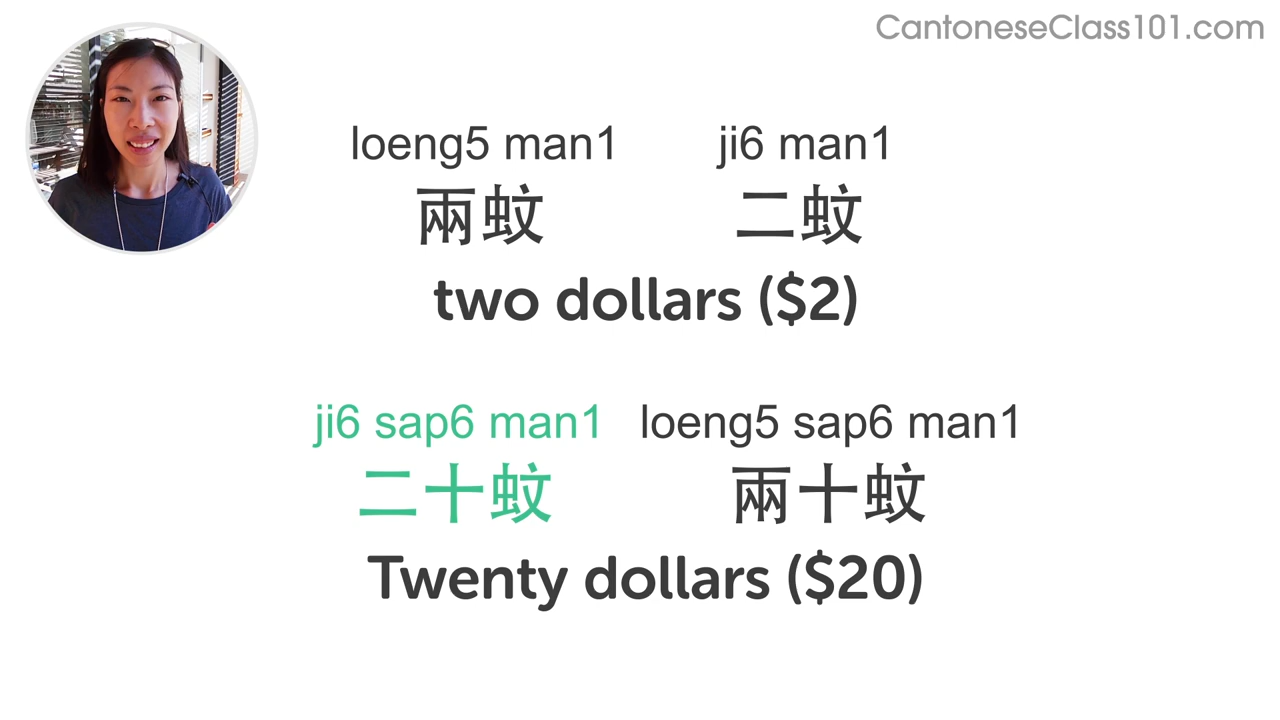 CantoneseClass101.com
loeng5 man1 ji6 man1
兩蚊 二蚊
two dollars ($2)
ji6 sap6 man1 loeng5 sap6 man1
二十蚊 兩十蚊
Twenty dollars ($20)